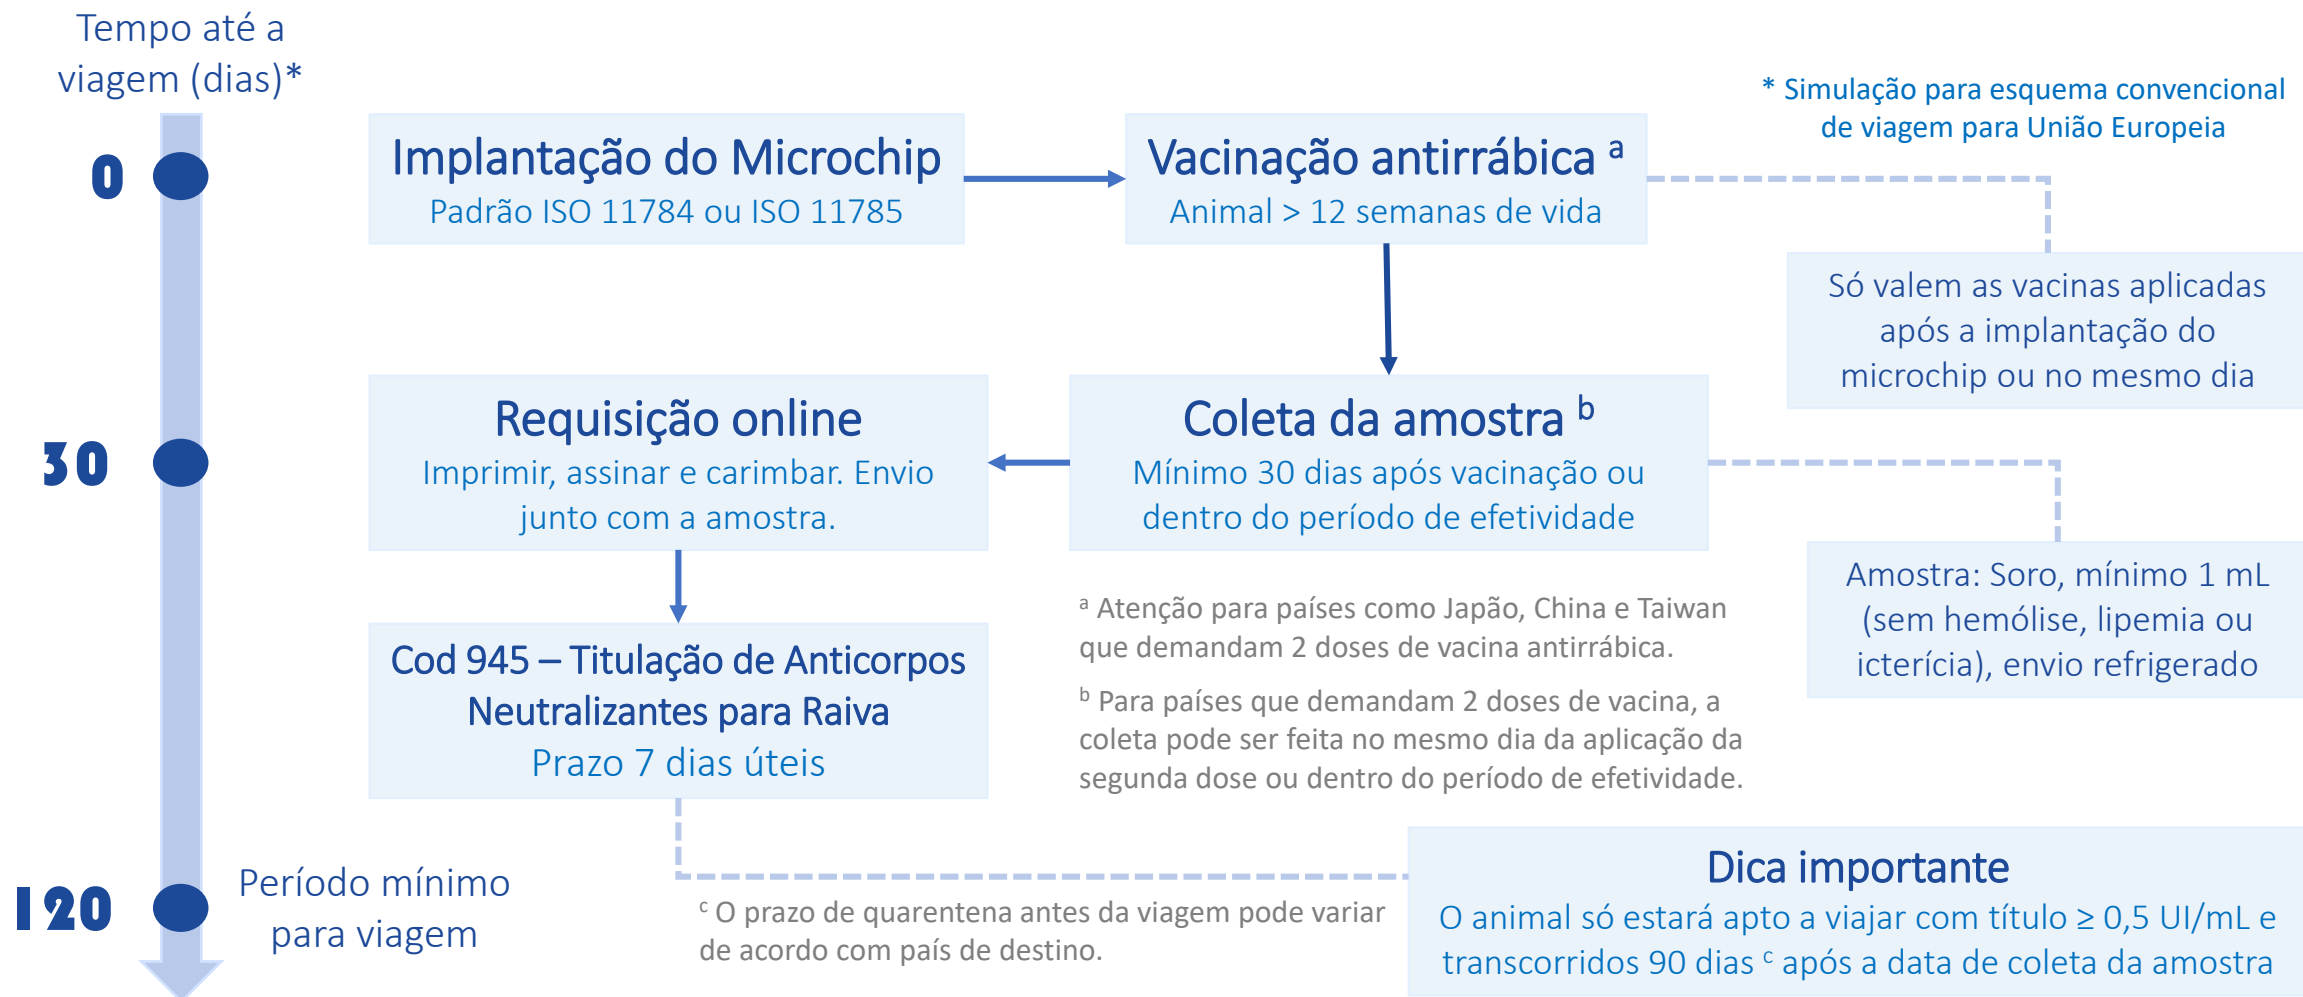 Tempo até a
viagem (dias)*
* Simulação para esquema convencional
de viagem para União Europeia
0
Implantação do Microchip
Padrão ISO 11784 ou ISO 11785
Vacinação antirrábica ᵃ
Animal > 12 semanas de vida
Só valem as vacinas aplicadas
após a implantação do
microchip ou no mesmo dia
30
Requisição online
Imprimir, assinar e carimbar. Envio
junto com a amostra.
Coleta da amostra ᵇ
Mínimo 30 dias após vacinação ou
dentro do período de efetividade
Amostra: Soro, mínimo 1 mL
(sem hemólise, lipemia ou
icterícia), envio refrigerado
Cod 945 – Titulação de Anticorpos
Neutralizantes para Raiva
Prazo 7 dias úteis
ᵃ Atenção para países como Japão, China e Taiwan
que demandam 2 doses de vacina antirrábica.
ᵇ Para países que demandam 2 doses de vacina, a
coleta pode ser feita no mesmo dia da aplicação da
segunda dose ou dentro do período de efetividade.
120
Período mínimo
para viagem
ᶜ O prazo de quarentena antes da viagem pode variar
de acordo com país de destino.
Dica importante
O animal só estará apto a viajar com título ≥ 0,5 UI/mL e
transcorridos 90 dias ᶜ após a data de coleta da amostra